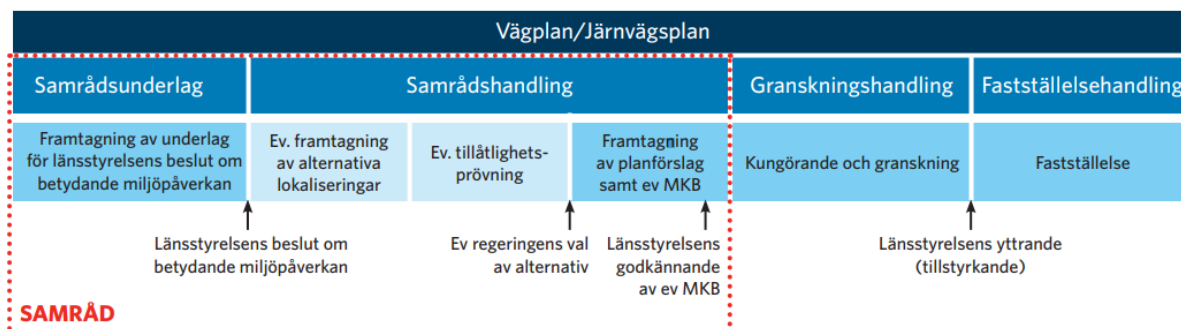 Vägplan/Järnvägsplan
Samrådsunderlag
Samrådshandling
Granskningshandling
Fastställelsehandling
Framtagning av underlag
för länsstyrelsens beslut om
betydande miljöpåverkan
Ev. framtagning
av alternativa
lokaliseringar
Ev. tillåtlighets-
prövning
Framtagning
av planförslag
samt ev MKB
Kungörande och granskning
Fastställelse
Länsstyrelsens beslut om
betydande miljöpåverkan
Ev regeringens val
av alternativ
Länsstyrelsens
godkännande
av ev MKB
Länsstyrelsens yttrande
(tillstyrkande)
SAMRÅD